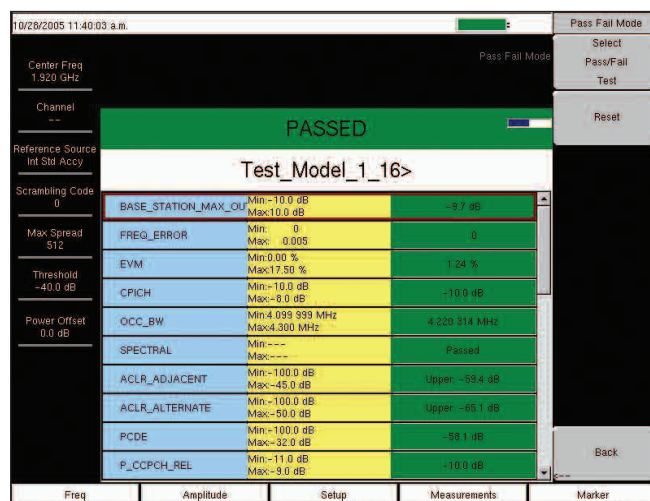 10/28/2005 11:40:03 a.m.
Pass Fail Mode
Pass Fail Mode
Select
Pass/Fail
Test
Reset
Back
<---
Center Freq
1.920 GHz
Channel
--
Reference Source
Int Std Accy
Scrambling Code
0
Max Spread
512
Threshold
-40.0 dB
Power Offset
0.0 dB
PASSED
Test_Model_1_16>
BASE_STATION_MAX_OU Min:-10.0 dB Max:10.0 dB -9.7 dB
FREQ_ERROR Min: 0 Max: 0.005 0
EVM Min:0.00 % Max:17.50 % 1.24 %
CPICH Min:-10.0 dB Max:-8.0 dB -10.0 dB
OCC_BW Min:4.099 999 MHz Max:4.300 MHz 4.220 314 MHz
SPECTRAL Min:--- Max:--- Passed
ACLR_ADJACENT Min:-100.0 dB Max:-45.0 dB Upper: -59.4 dB
ACLR_ALTERNATE Min:-100.0 dB Max:-50.0 dB Upper: -65.1 dB
PCDE Min:-100.0 dB Max:-32.0 dB -58.1 dB
P_CCPCH_REL Min:-11.0 dB Max:-9.0 dB -10.0 dB
Freq
Amplitude
Setup
Measurements
Marker